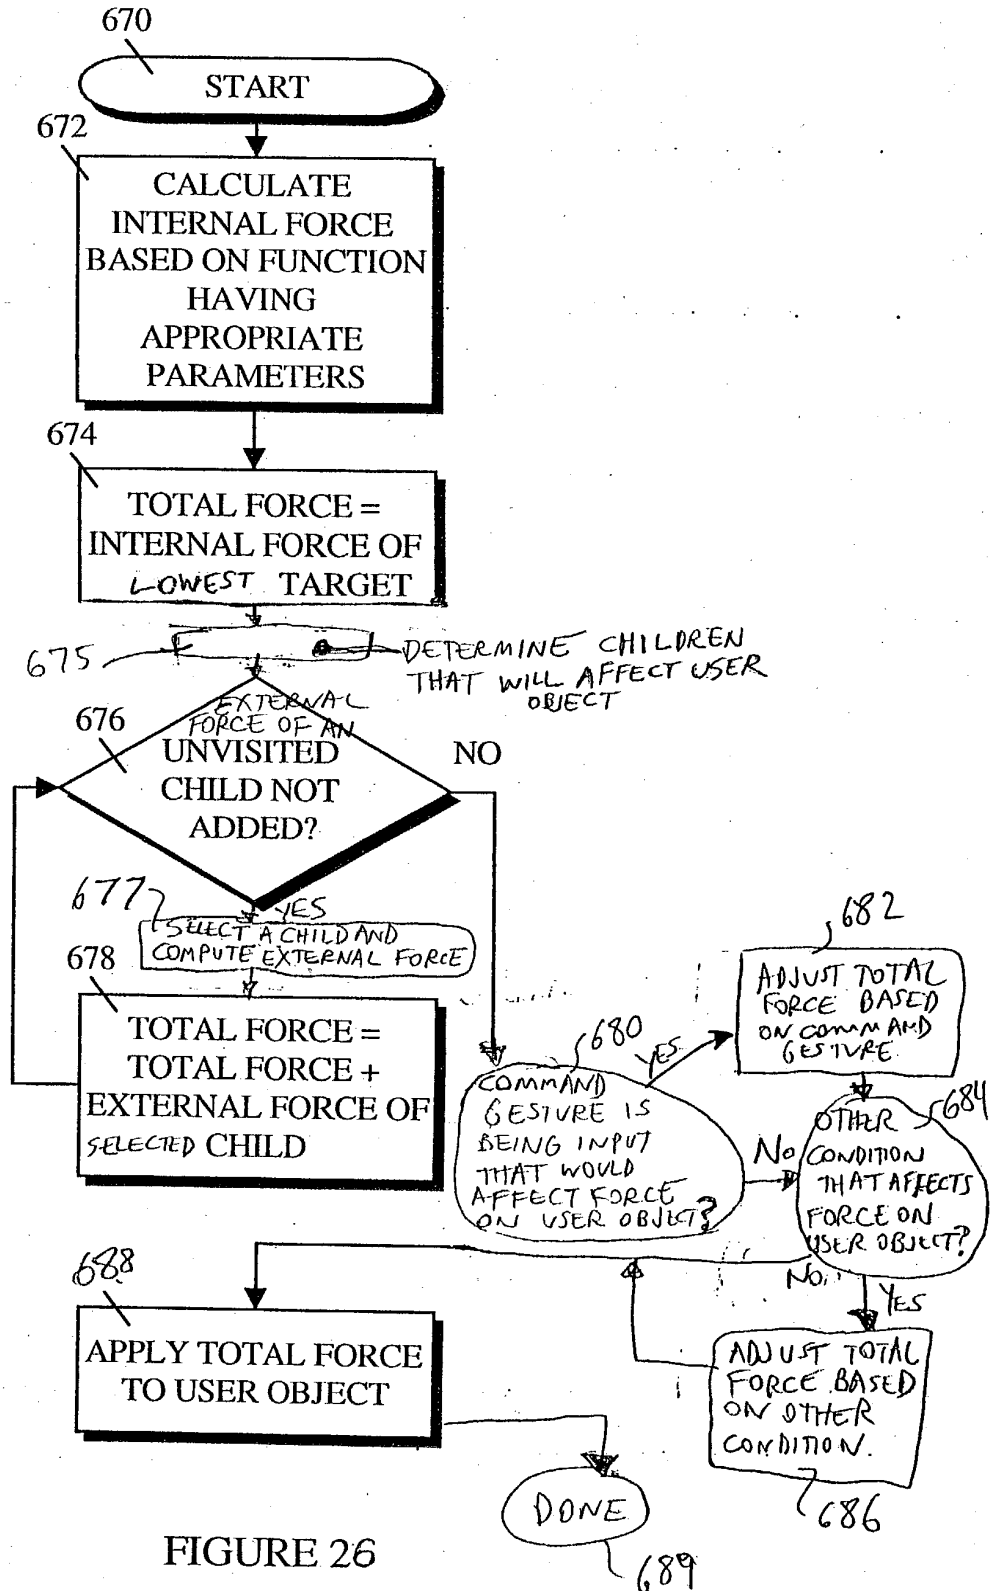 670
START
672
CALCULATE
INTERNAL FORCE
BASED ON FUNCTION
HAVING
APPROPRIATE
PARAMETERS
674
TOTAL FORCE =
INTERNAL FORCE OF
LOWEST TARGET
675
DETERMINE CHILDREN
THAT WILL AFFECT USER
OBJECT
676
EXTERNAL
FORCE OF AN
UNVISITED
CHILD NOT
ADDED?
NO
YES
677
SELECT A CHILD AND
COMPUTE EXTERNAL FORCE
678
TOTAL FORCE =
TOTAL FORCE +
EXTERNAL FORCE OF
SELECTED CHILD
680
COMMAND
GESTURE IS
BEING INPUT
THAT WOULD
AFFECT FORCE
ON USER OBJECT?
YES
No
682
ADJUST TOTAL
FORCE BASED
ON COMMAND
GESTURE.
684
OTHER
CONDITION
THAT AFFECTS
FORCE ON
USER OBJECT?
No
YES
ADJUST TOTAL
FORCE BASED
ON OTHER
CONDITION.
686
688
APPLY TOTAL FORCE
TO USER OBJECT
DONE
689
FIGURE 26